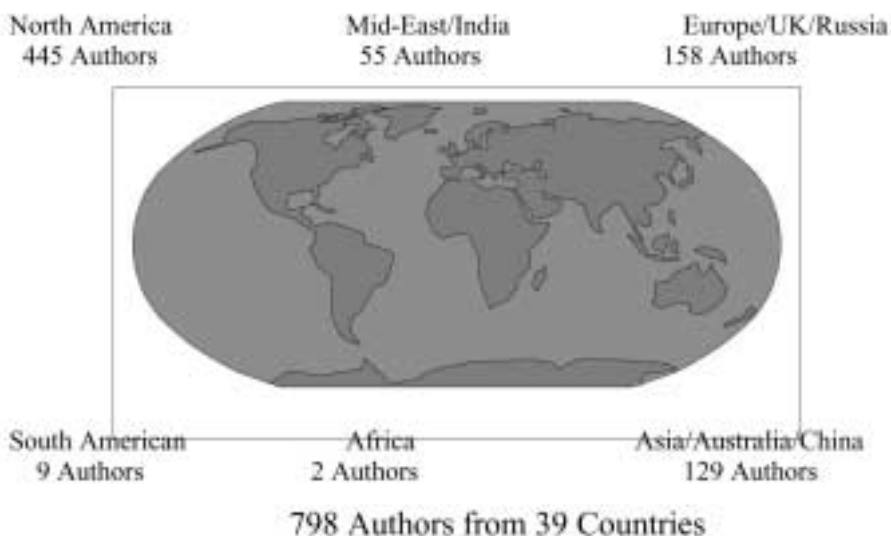 North America
445 Authors
Mid-East/India
55 Authors
Europe/UK/Russia
158 Authors
South American
9 Authors
Africa
2 Authors
Asia/Australia/China
129 Authors
798 Authors from 39 Countries